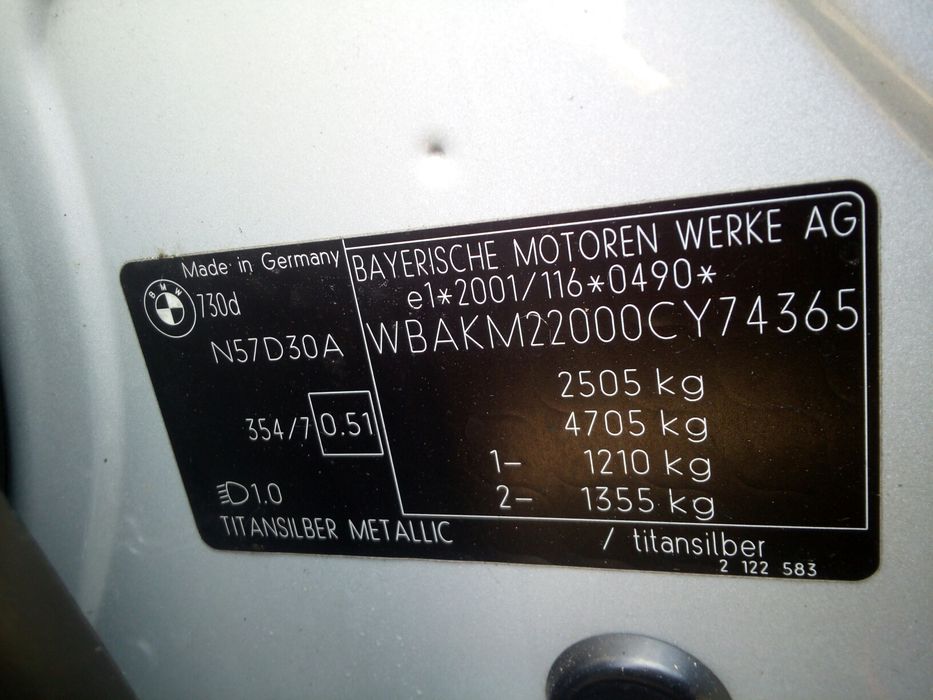 Made in Germany
BMW
730d
N57D30A
354/7 0.51
1.0
TITANSILBER METALLIC / titansilber
2 122 583
BAYERISCHE MOTOREN WERKE AG
e1*2001/116*0490*
WBAKM22000CY74365
2505 kg
4705 kg
1- 1210 kg
2- 1355 kg